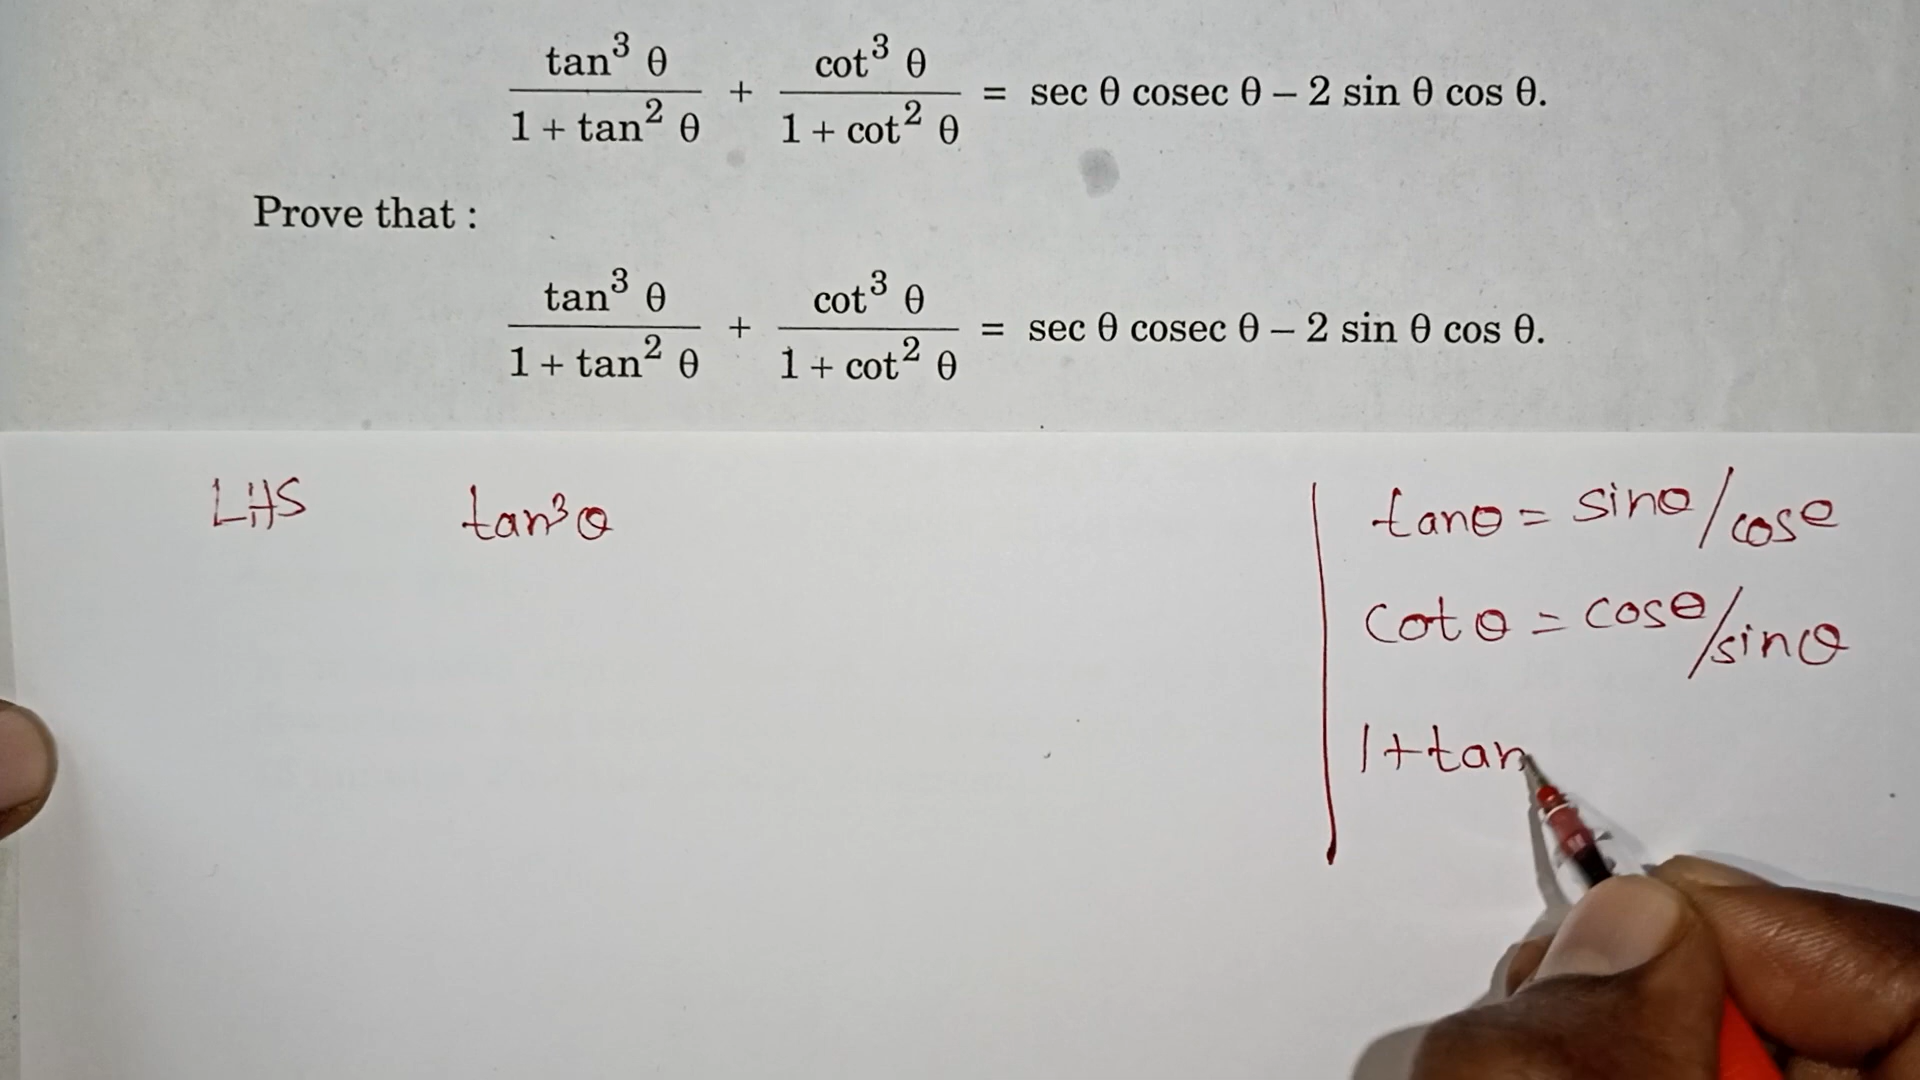 tan³ θ / 1 + tan² θ + cot³ θ / 1 + cot² θ = sec θ cosec θ – 2 sin θ cos θ.
Prove that :
tan³ θ / 1 + tan² θ + cot³ θ / 1 + cot² θ = sec θ cosec θ – 2 sin θ cos θ.
LHS tan³θ
tanθ = sinθ/cosθ
cotθ = cosθ/sinθ
1+tan